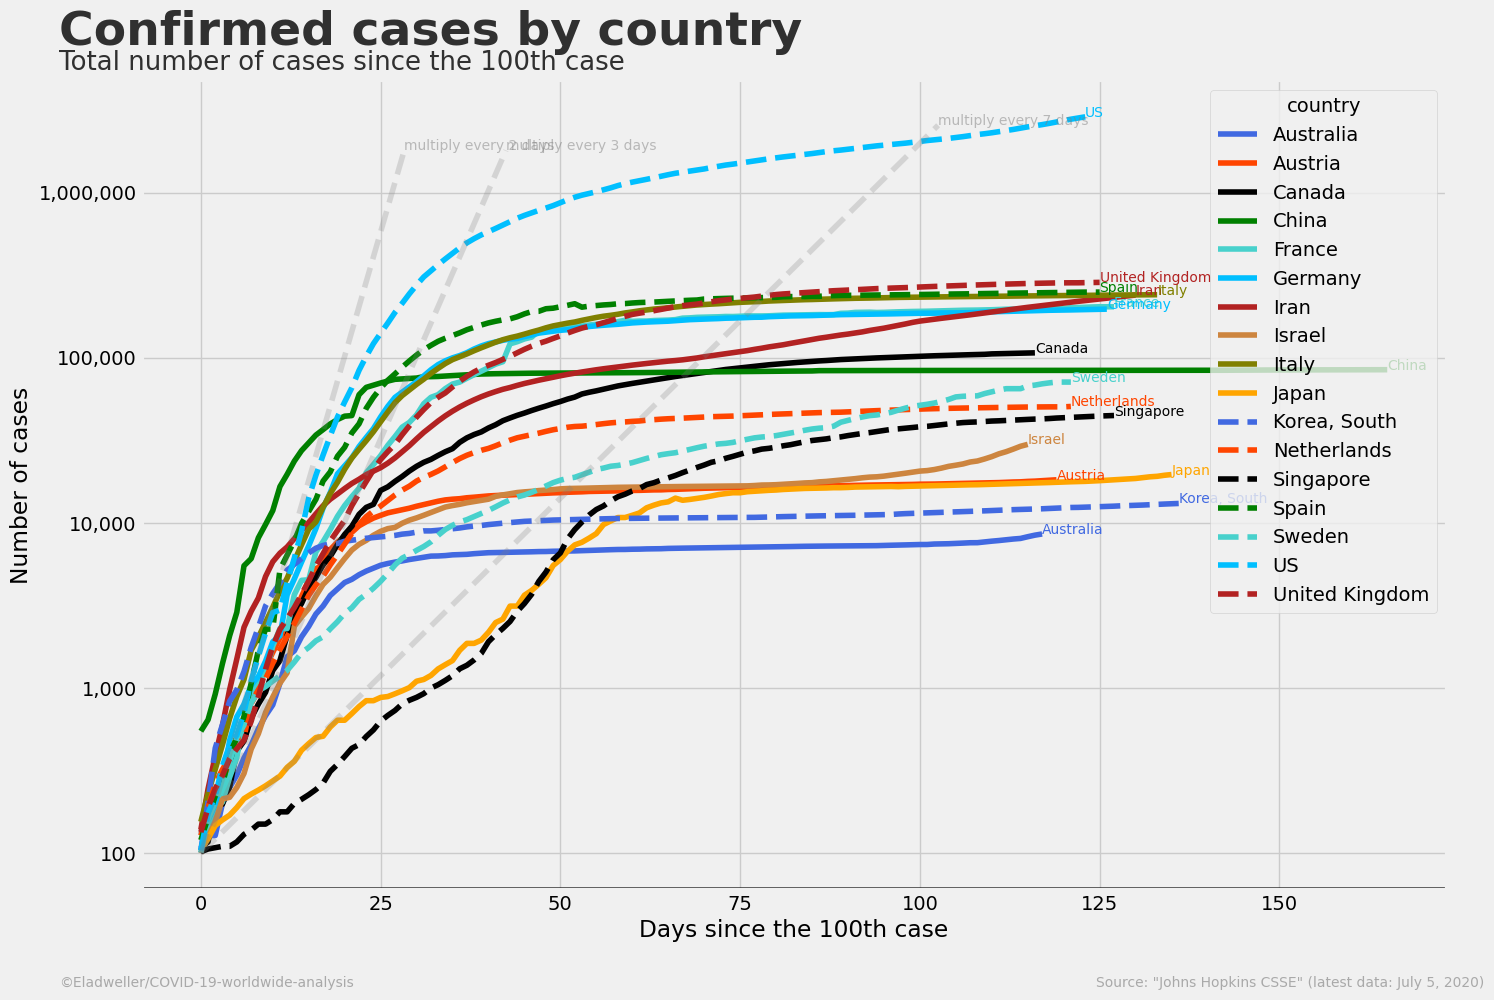 Confirmed cases by country
Total number of cases since the 100th case
US
multiply every 7 days
multiply every 2 days
multiply every 3 days
1,000,000
100,000
10,000
1,000
100
Number of cases
United Kingdom
Spain
Iran
Italy
France
Germany
Canada
China
Sweden
Netherlands
Singapore
Israel
Japan
Austria
Korea, South
Australia
country
Australia
Austria
Canada
China
France
Germany
Iran
Israel
Italy
Japan
Korea, South
Netherlands
Singapore
Spain
Sweden
US
United Kingdom
0 25 50 75 100 125 150
Days since the 100th case
©Eladweller/COVID-19-worldwide-analysis
Source: "Johns Hopkins CSSE" (latest data: July 5, 2020)